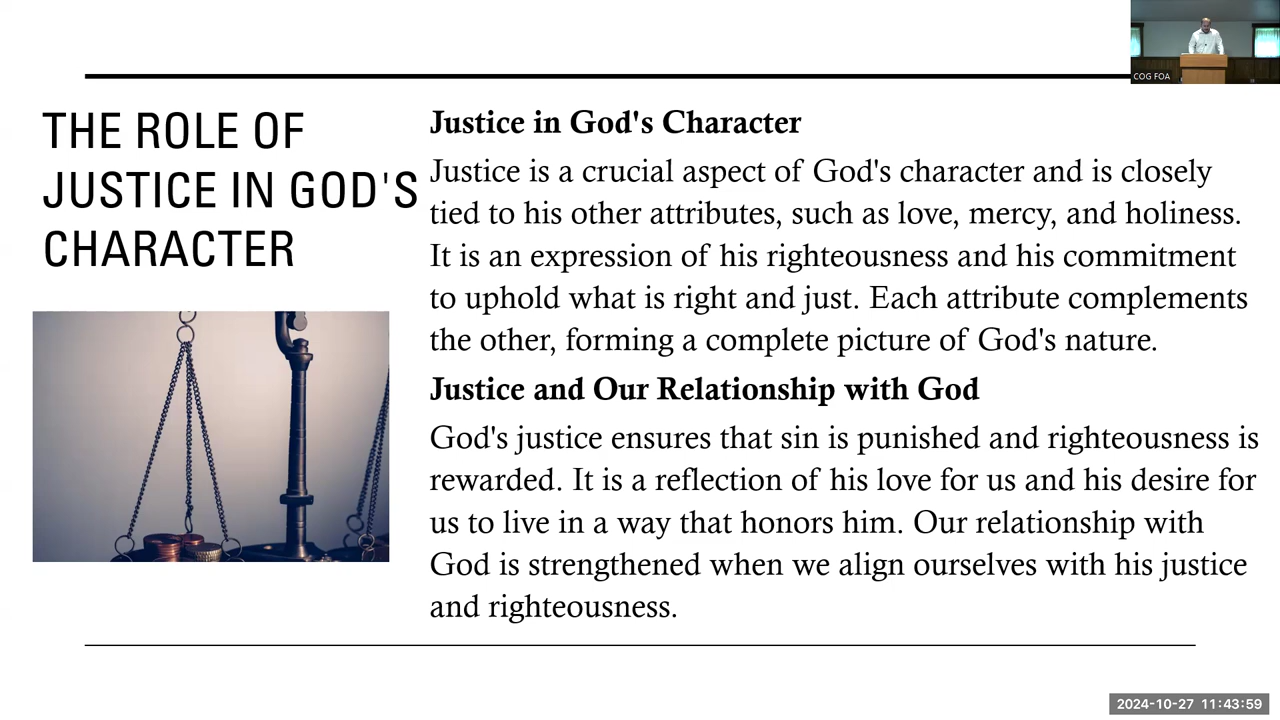 COG FOA
THE ROLE OF
JUSTICE IN GOD'S
CHARACTER
Justice in God's Character
Justice is a crucial aspect of God's character and is closely
tied to his other attributes, such as love, mercy, and holiness.
It is an expression of his righteousness and his commitment
to uphold what is right and just. Each attribute complements
the other, forming a complete picture of God's nature.
Justice and Our Relationship with God
God's justice ensures that sin is punished and righteousness is
rewarded. It is a reflection of his love for us and his desire for
us to live in a way that honors him. Our relationship with
God is strengthened when we align ourselves with his justice
and righteousness.
2024-10-27 11:43:59